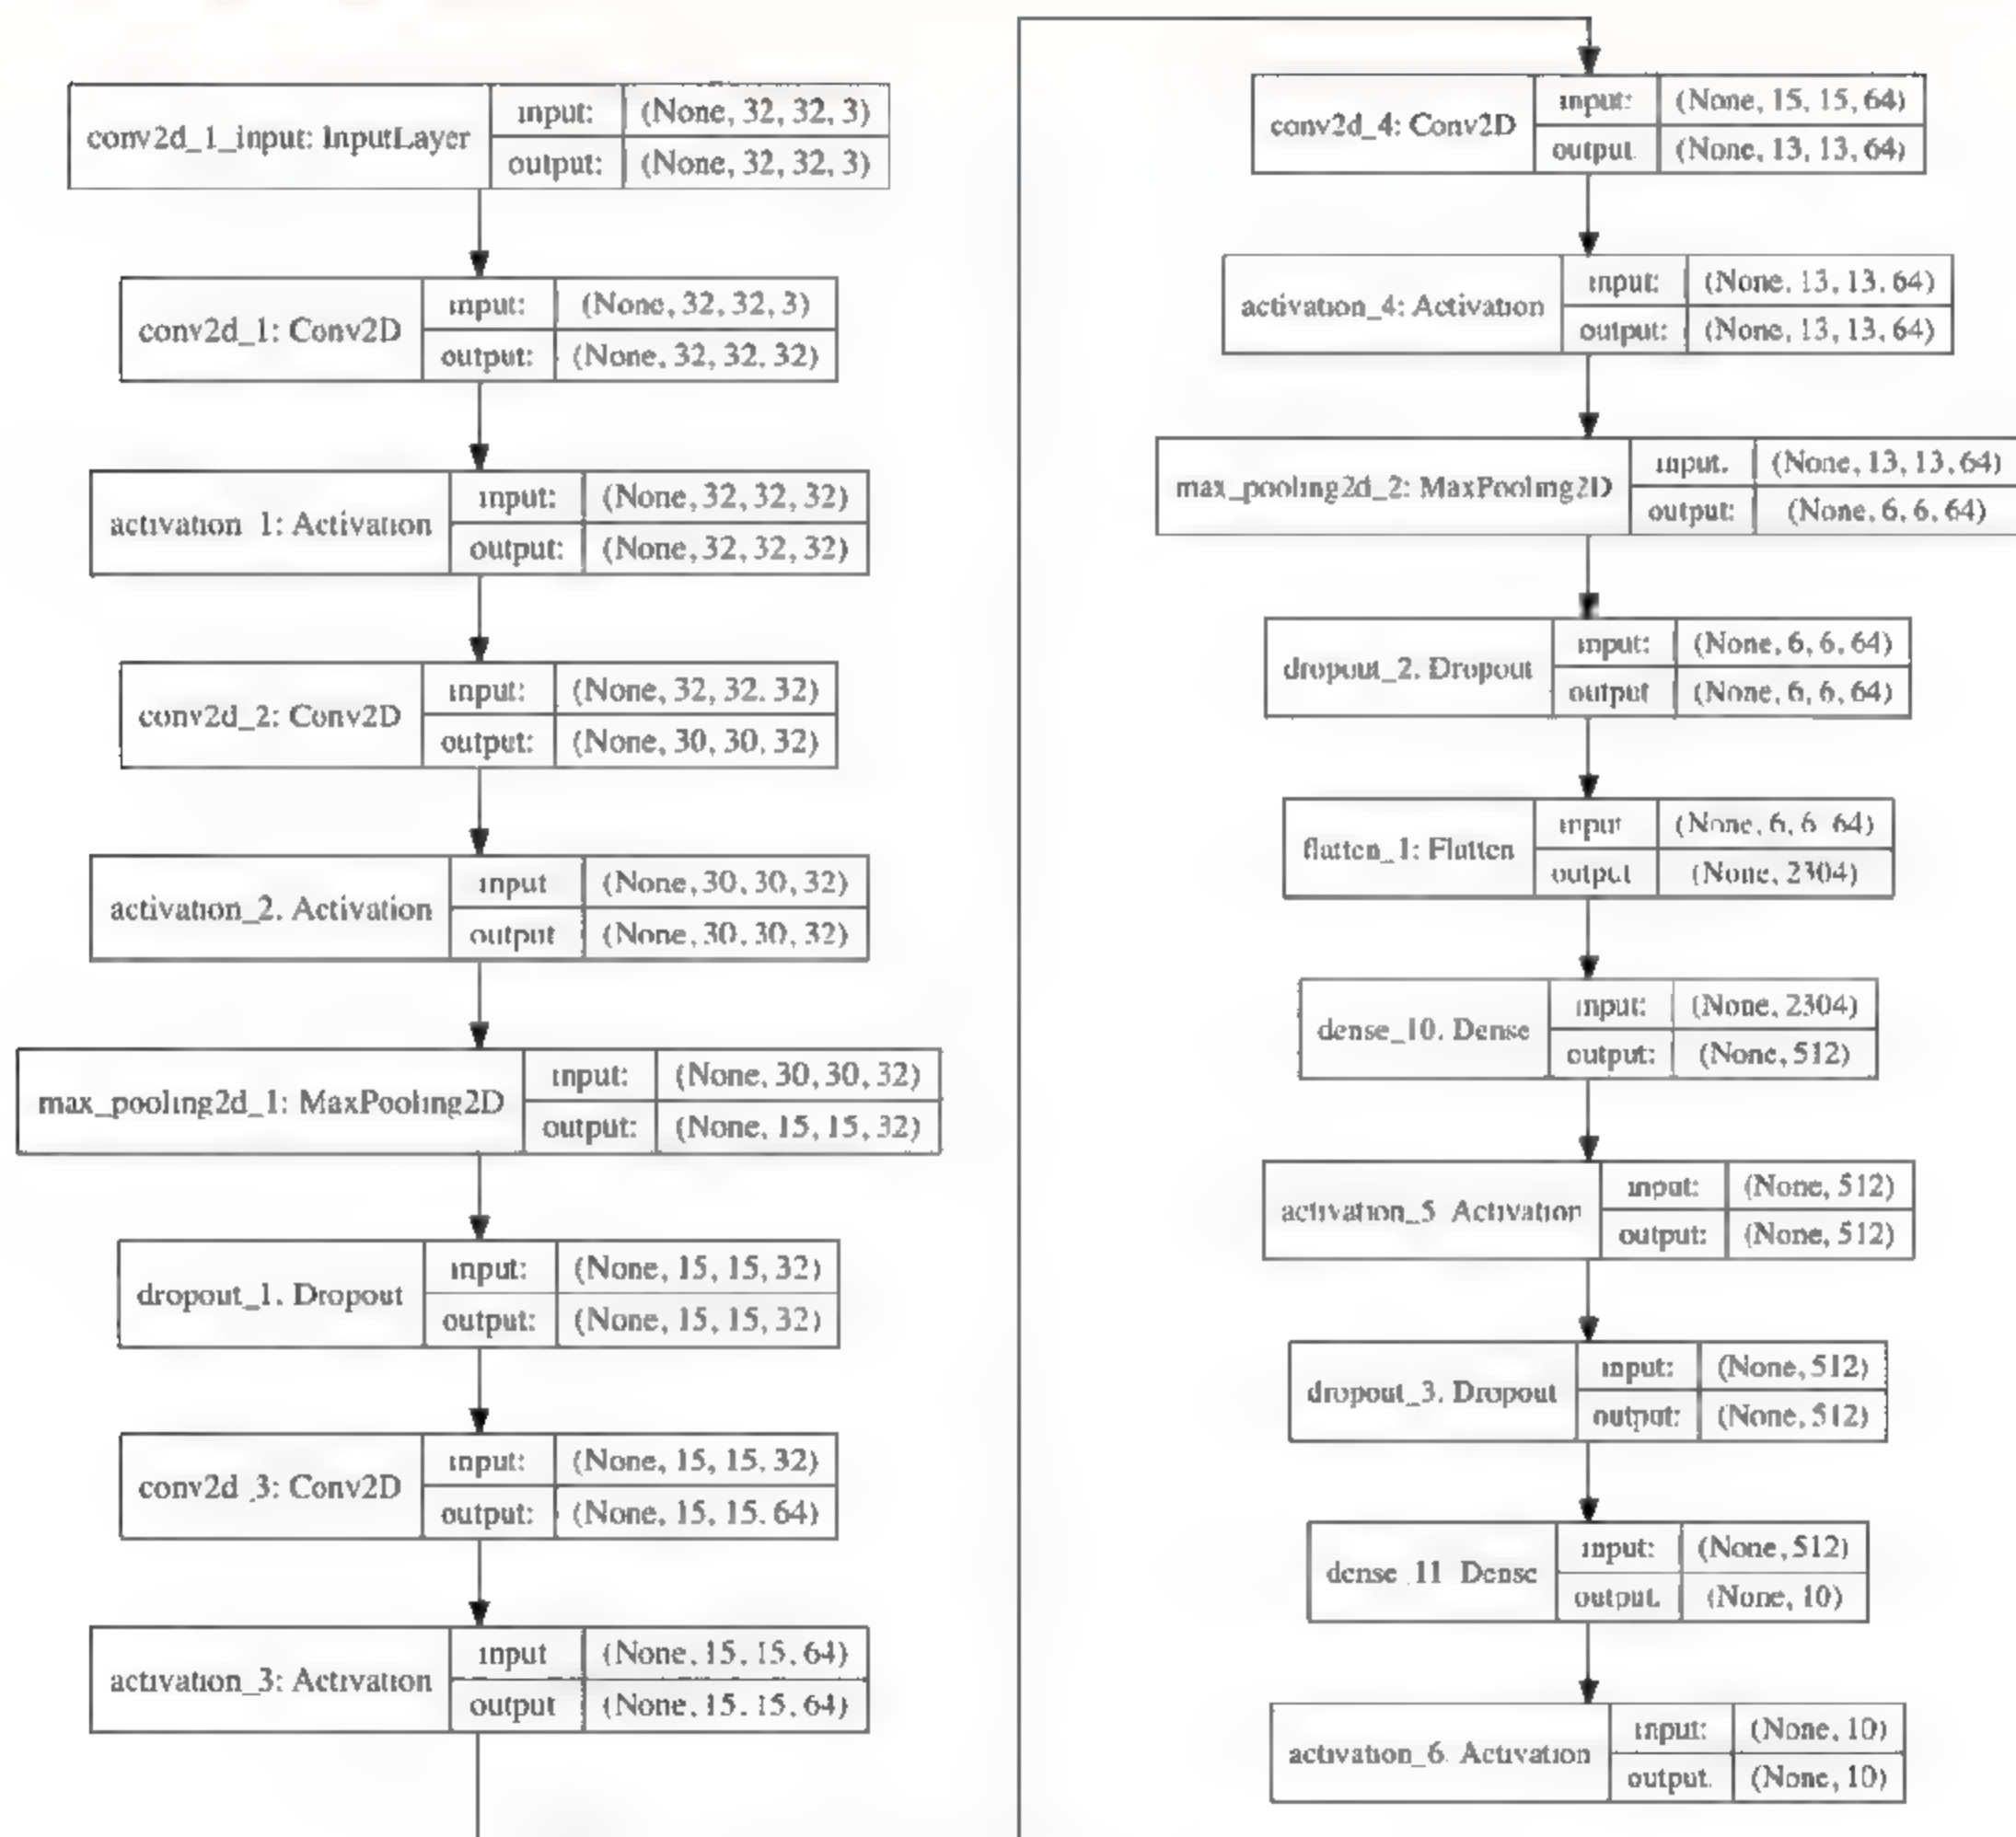 conv2d_1_input: InputLayer
input: (None, 32, 32, 3)
output: (None, 32, 32, 3)
conv2d_1: Conv2D
input: (None, 32, 32, 3)
output: (None, 32, 32, 32)
activation_1: Activation
input: (None, 32, 32, 32)
output: (None, 32, 32, 32)
conv2d_2: Conv2D
input: (None, 32, 32, 32)
output: (None, 30, 30, 32)
activation_2: Activation
input: (None, 30, 30, 32)
output: (None, 30, 30, 32)
max_pooling2d_1: MaxPooling2D
input: (None, 30, 30, 32)
output: (None, 15, 15, 32)
dropout_1: Dropout
input: (None, 15, 15, 32)
output: (None, 15, 15, 32)
conv2d_3: Conv2D
input: (None, 15, 15, 32)
output: (None, 15, 15, 64)
activation_3: Activation
input: (None, 15, 15, 64)
output: (None, 15, 15, 64)
conv2d_4: Conv2D
input: (None, 15, 15, 64)
output: (None, 13, 13, 64)
activation_4: Activation
input: (None, 13, 13, 64)
output: (None, 13, 13, 64)
max_pooling2d_2: MaxPooling2D
input: (None, 13, 13, 64)
output: (None, 6, 6, 64)
dropout_2: Dropout
input: (None, 6, 6, 64)
output: (None, 6, 6, 64)
flatten_1: Flatten
input: (None, 6, 6, 64)
output: (None, 2304)
dense_10: Dense
input: (None, 2304)
output: (None, 512)
activation_5: Activation
input: (None, 512)
output: (None, 512)
dropout_3: Dropout
input: (None, 512)
output: (None, 512)
dense_11: Dense
input: (None, 512)
output: (None, 10)
activation_6: Activation
input: (None, 10)
output: (None, 10)